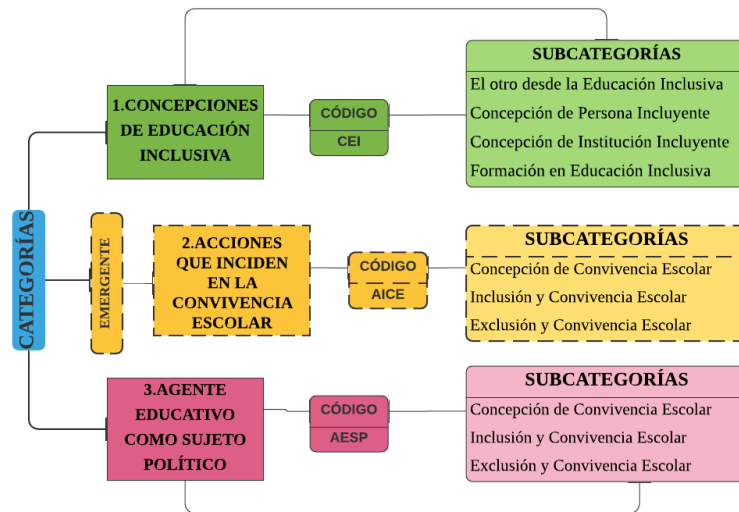 CATEGORÍAS
1.CONCEPCIONES
DE EDUCACIÓN
INCLUSIVA
CÓDIGO
CEI
SUBCATEGORÍAS
El otro desde la Educación Inclusiva
Concepción de Persona Incluyente
Concepción de Institución Incluyente
Formación en Educación Inclusiva
EMERGENTE
2.ACCIONES
QUE INCIDEN
EN LA
CONVIVENCIA
ESCOLAR
CÓDIGO
AICE
SUBCATEGORÍAS
Concepción de Convivencia Escolar
Inclusión y Convivencia Escolar
Exclusión y Convivencia Escolar
3.AGENTE
EDUCATIVO
COMO SUJETO
POLÍTICO
CÓDIGO
AESP
SUBCATEGORÍAS
Concepción de Convivencia Escolar
Inclusión y Convivencia Escolar
Exclusión y Convivencia Escolar